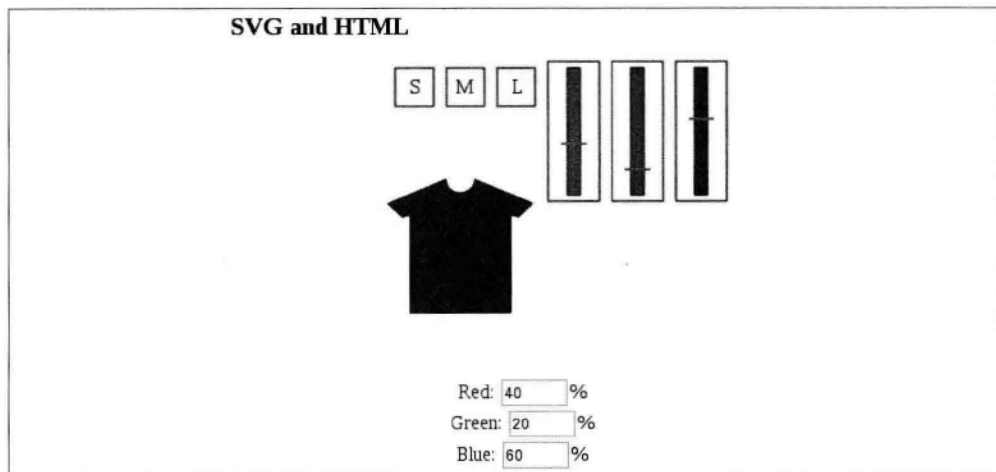 SVG and HTML
S M L
Red: 40 %
Green: 20 %
Blue: 60 %